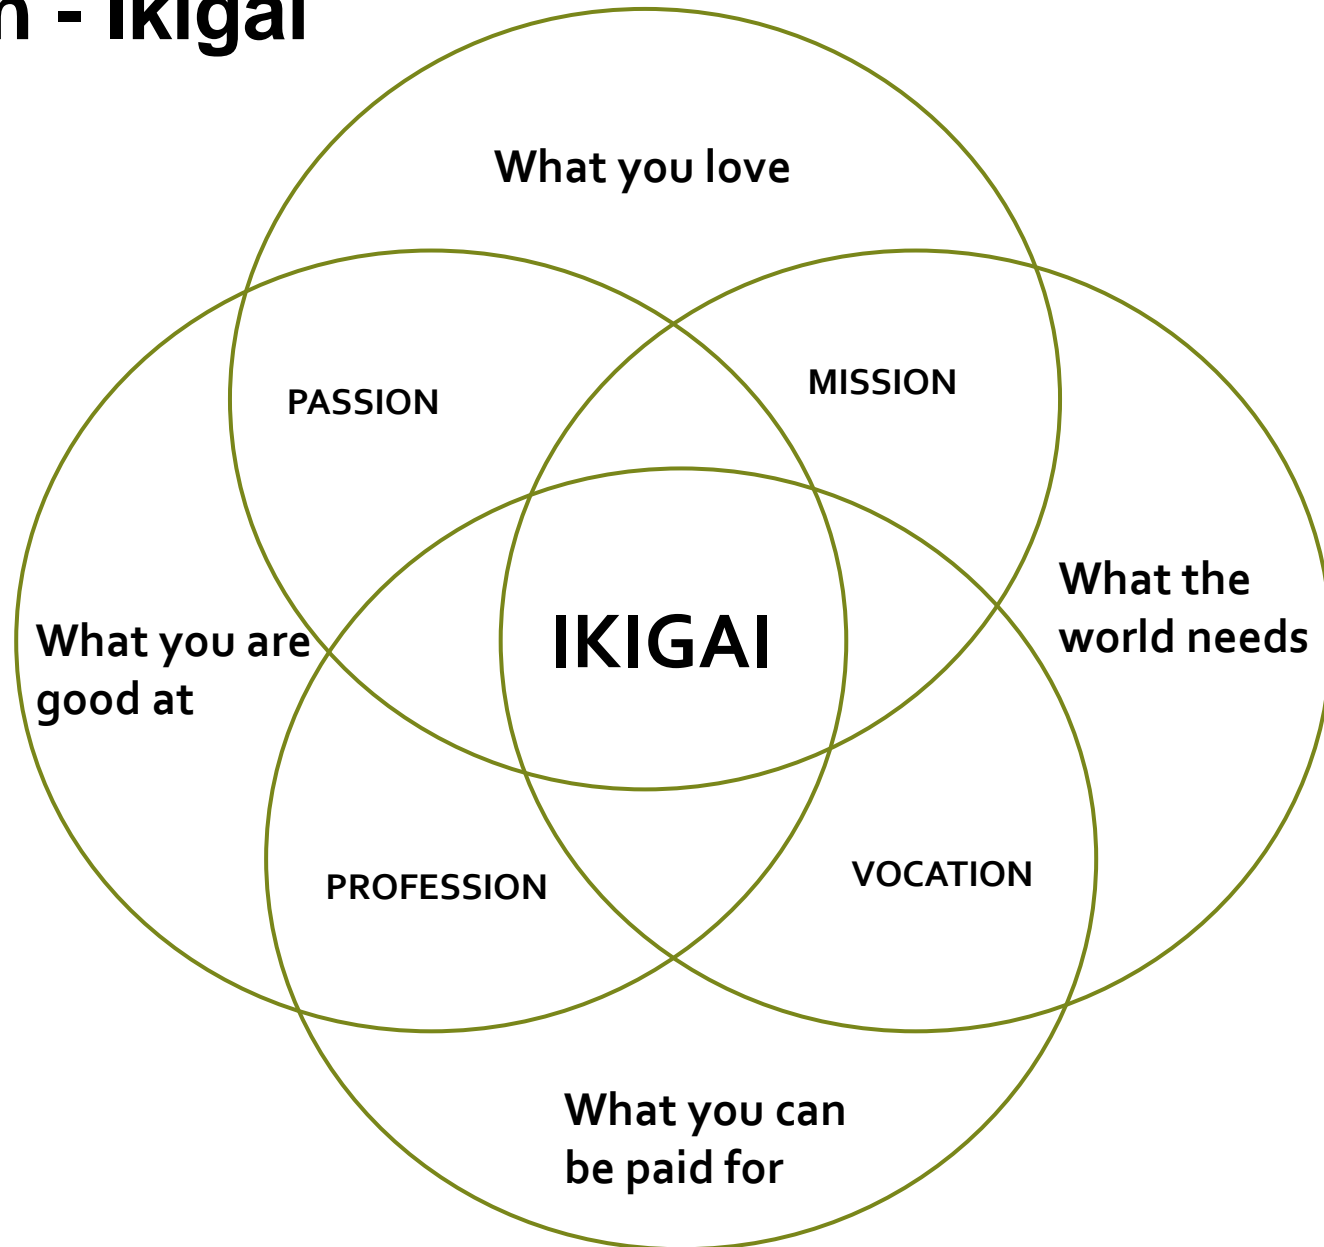 - Ikigai
What you love
PASSION
MISSION
What the
world needs
IKIGAI
What you are
good at
PROFESSION
VOCATION
What you can
be paid for